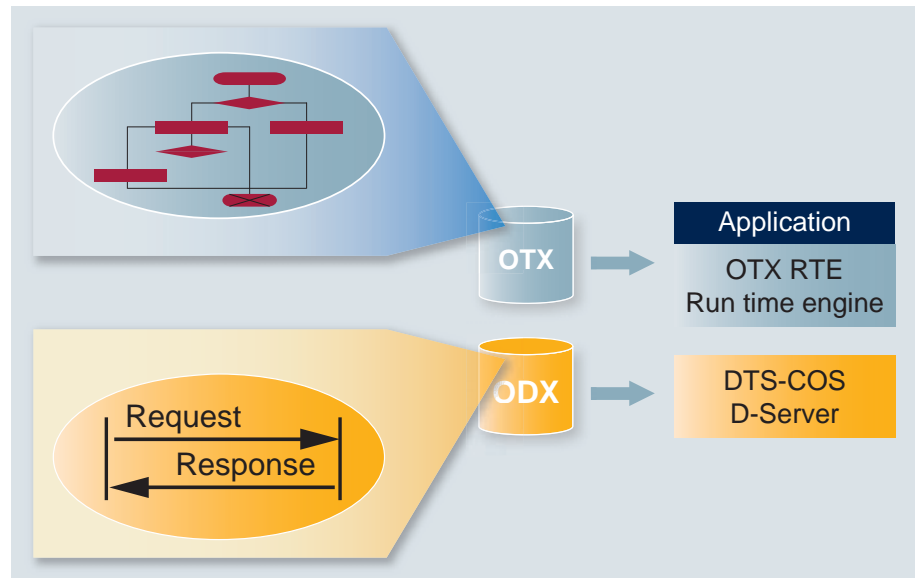 OTX
Application
OTX RTE
Run time engine
ODX
DTS-COS
D-Server
Request
Response